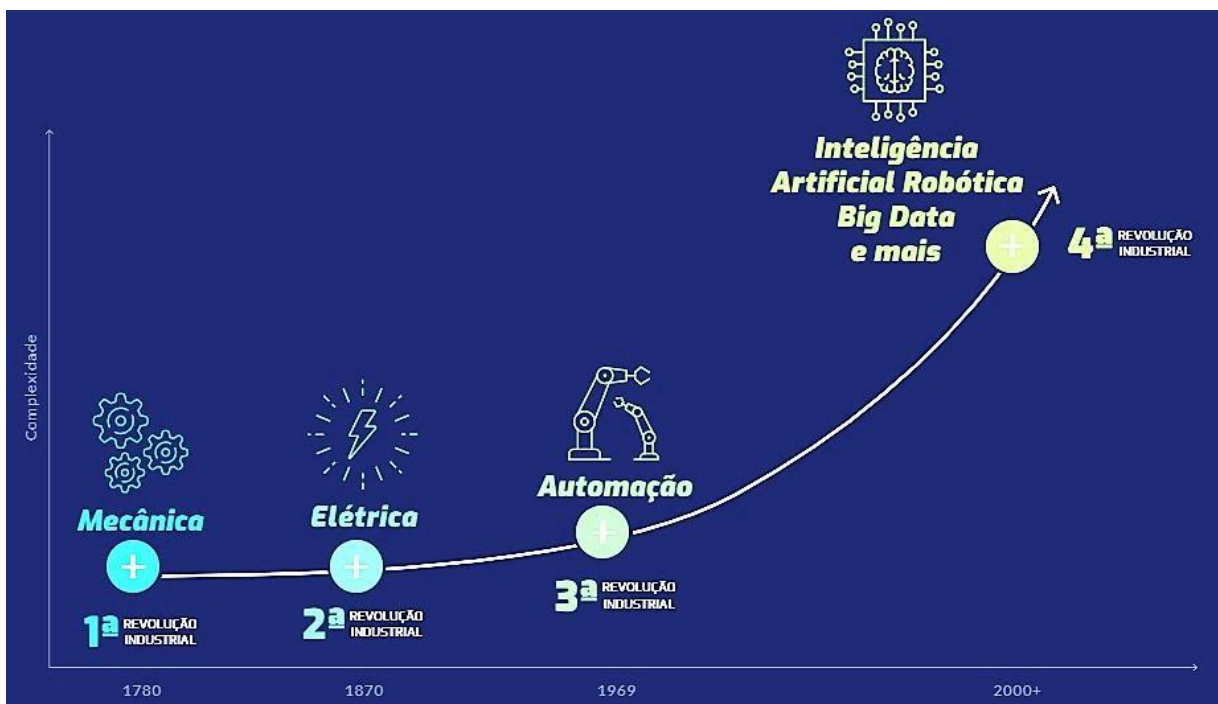 Complexidade
Mecânica
1ª REVOLUÇÃO
INDUSTRIAL
1780
Elétrica
2ª REVOLUÇÃO
INDUSTRIAL
1870
Automação
3ª REVOLUÇÃO
INDUSTRIAL
1969
Inteligência
Artificial Robótica
Big Data
e mais
4ª REVOLUÇÃO
INDUSTRIAL
2000+